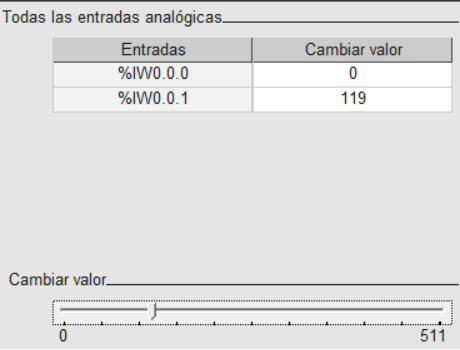 Todas las entradas analógicas
Entradas Cambiar valor
%IW0.0.0 0
%IW0.0.1 119
Cambiar valor
0 511